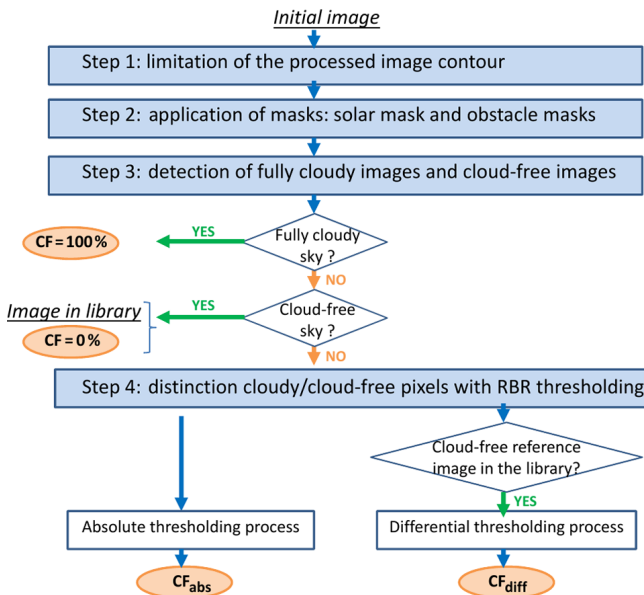 Initial image
Step 1: limitation of the processed image contour
Step 2: application of masks: solar mask and obstacle masks
Step 3: detection of fully cloudy images and cloud-free images
YES
Fully cloudy
sky ?
CF = 100 %
NO
Image in library
YES
Cloud-free
sky ?
CF = 0 %
NO
Step 4: distinction cloudy/cloud-free pixels with RBR thresholding
Cloud-free reference
image in the library?
YES
Absolute thresholding process
Differential thresholding process
CFabs
CFdiff